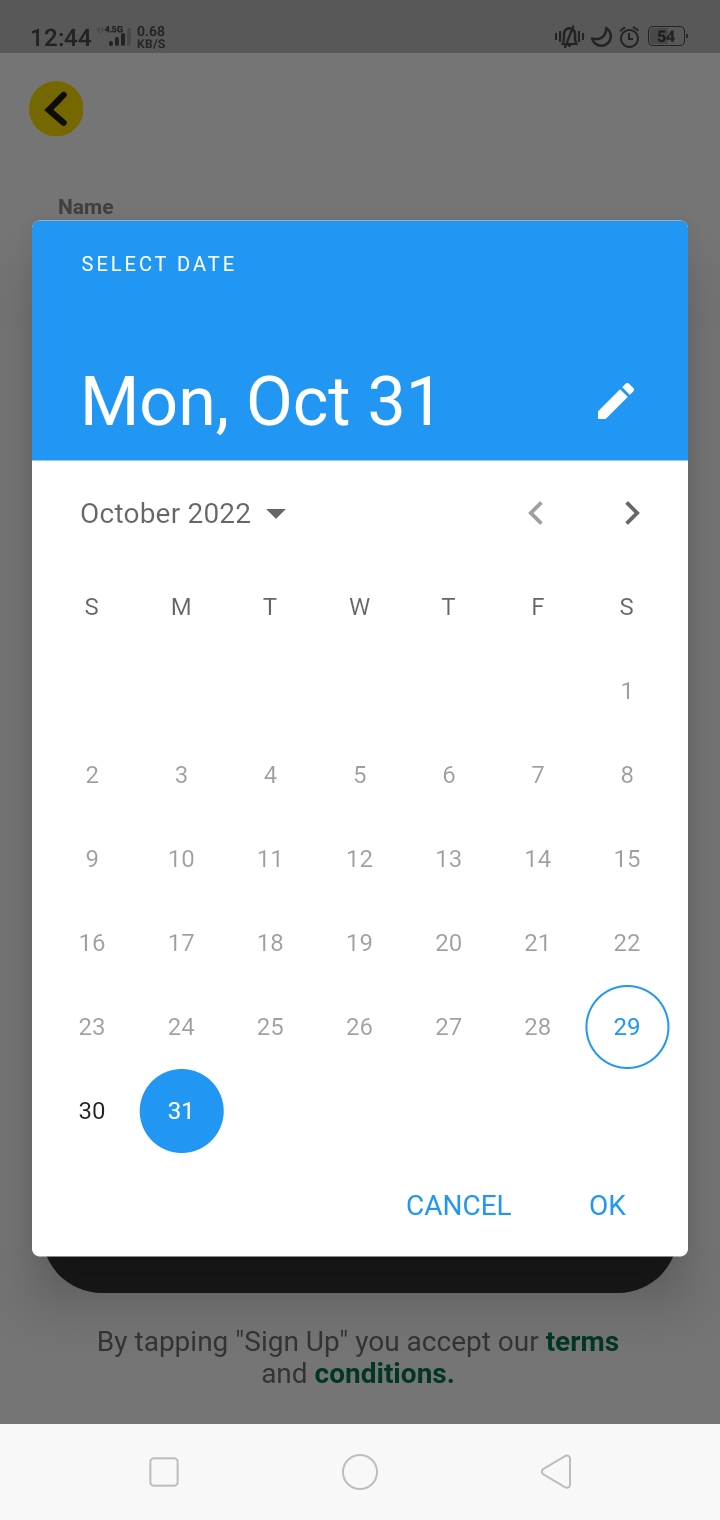 12:44 4.5G 0.68 KB/S 54
Name
SELECT DATE
Mon, Oct 31
October 2022
S M T W T F S
1
2 3 4 5 6 7 8
9 10 11 12 13 14 15
16 17 18 19 20 21 22
23 24 25 26 27 28 29
30 31
CANCEL OK
By tapping "Sign Up" you accept our terms
and conditions.